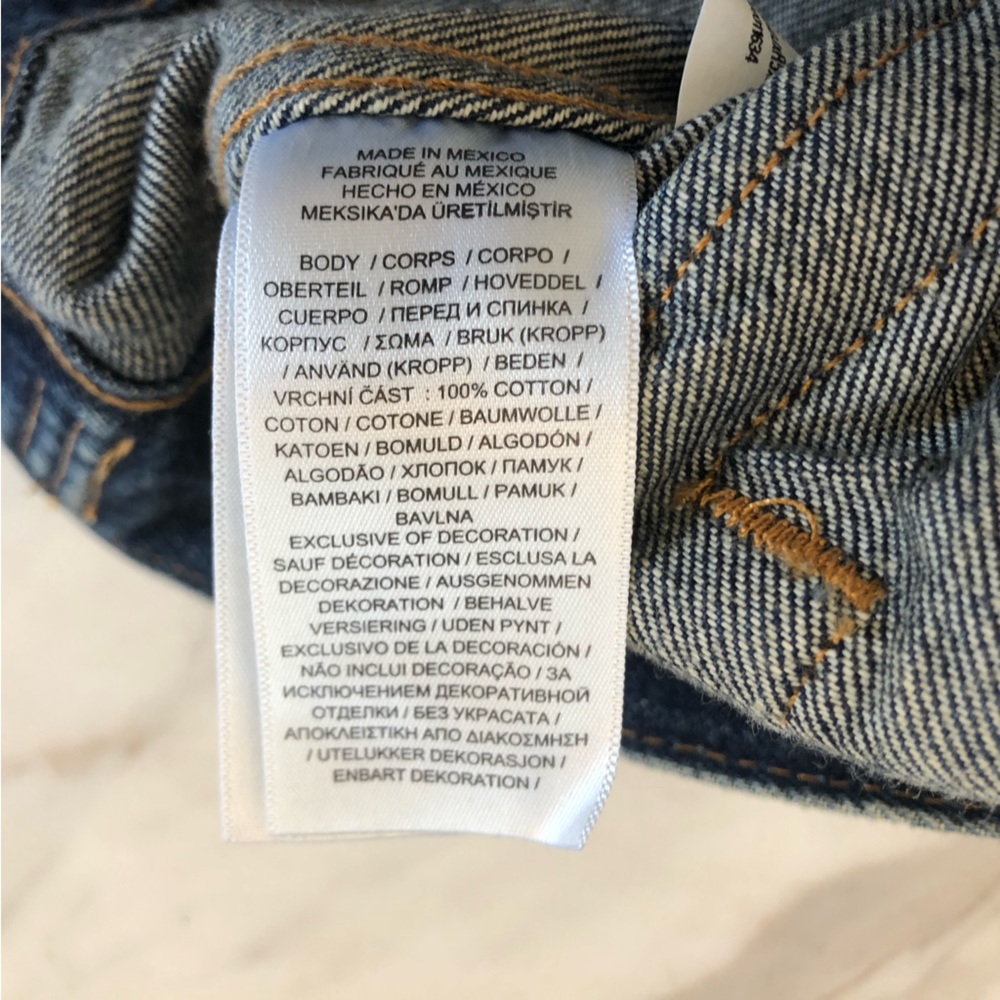 MADE IN MEXICO
FABRIQUÉ AU MEXIQUE
HECHO EN MÉXICO
MEKSIKA'DA ÜRETİLMİŞTİR
BODY / CORPS / CORPO /
OBERTEIL / ROMP / HOVEDDEL /
CUERPO / ПЕРЕД И СПИНКА /
КОРПУС / ΣΩΜΑ / BRUK (KROPP)
/ ANVÄND (KROPP) / BEDEN /
VRCHNÍ ČÁST : 100% COTTON /
COTON / COTONE / BAUMWOLLE /
KATOEN / BOMULD / ALGODÓN /
ALGODÃO / ХЛОПОК / ПАМУК /
BAMBAKI / BOMULL / PAMUK /
BAVLNA
EXCLUSIVE OF DECORATION /
SAUF DÉCORATION / ESCLUSA LA
DECORAZIONE / AUSGENOMMEN
DEKORATION / BEHALVE
VERSIERING / UDEN PYNT /
EXCLUSIVO DE LA DECORACIÓN /
NÃO INCLUI DECORAÇÃO / ЗА
ИСКЛЮЧЕНИЕМ ДЕКОРАТИВНОЙ
ОТДЕЛКИ / БЕЗ УКРАСАТА /
ΑΠΟΚΛΕΙΣΤΙΚΗ ΑΠΟ ΔΙΑΚΟΣΜΗΣΗ
/ UTELUKKER DEKORASJON /
ENBART DEKORATION /